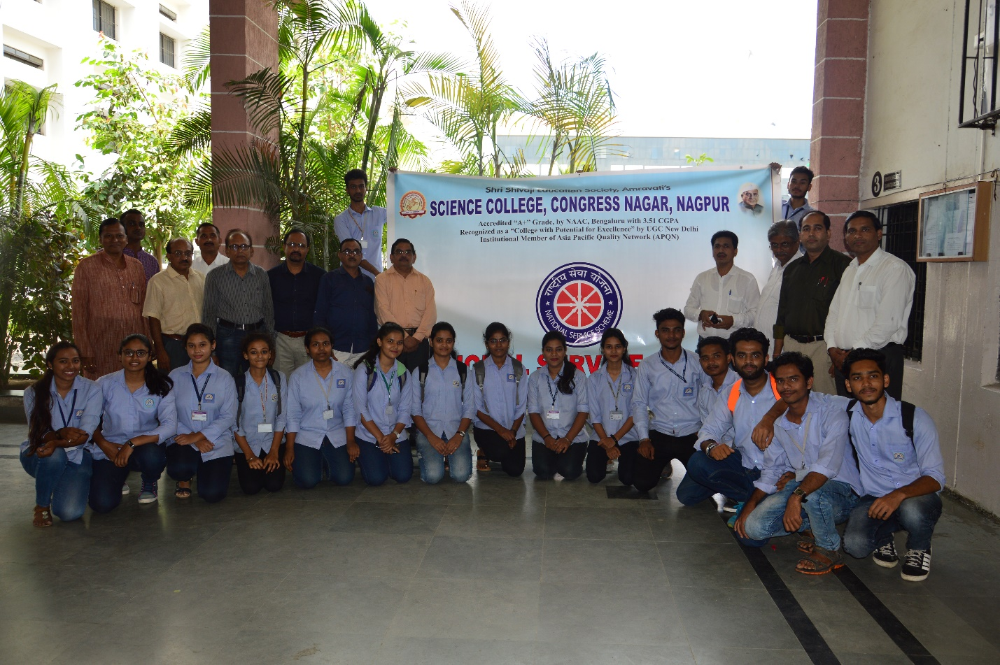 Shri Shivaji Education Society, Amravati's
SCIENCE COLLEGE, CONGRESS NAGAR, NAGPUR
Accredited "A+" Grade, by NAAC, Bengaluru with 3.51 CGPA
Recognized as a "College with Potential for Excellence" by UGC New Delhi
Institutional Member of Asia Pacific Quality Network (APQN)
राष्ट्रीय सेवा योजना
NATIONAL SERVICE SCHEME
3